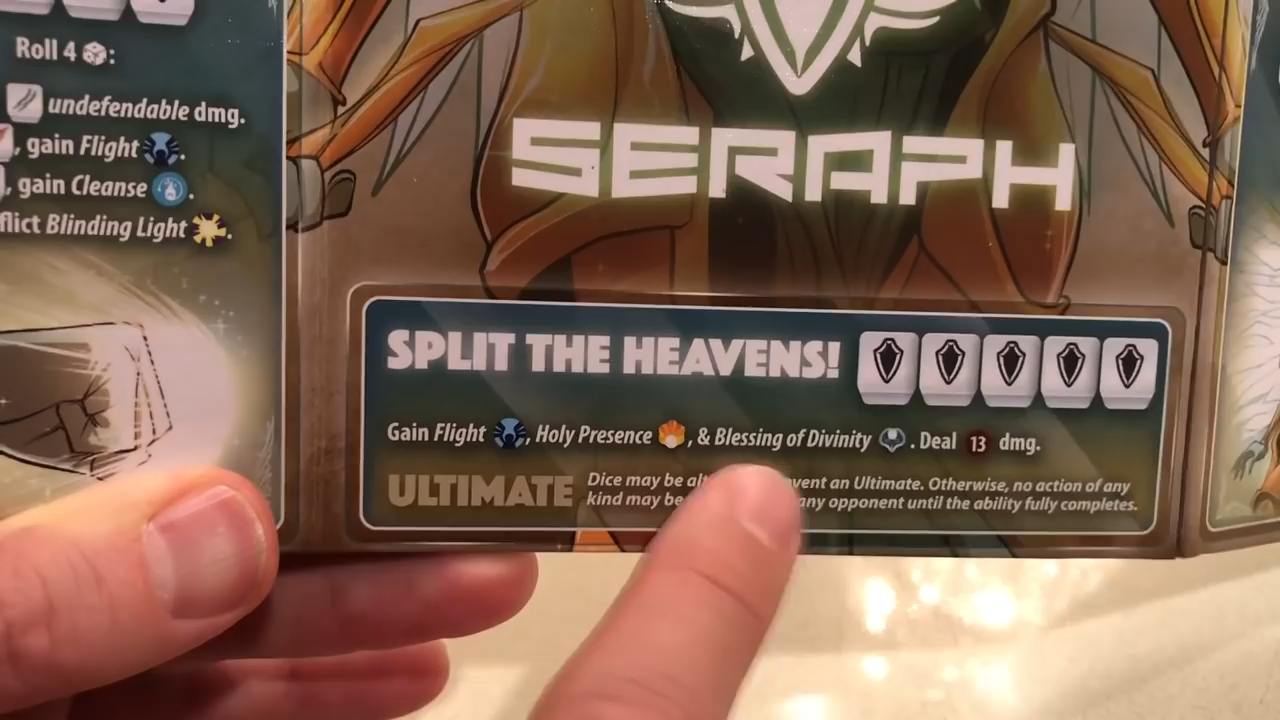 Roll 4 :
undefendable dmg.
, gain Flight .
, gain Cleanse .
flict Blinding Light .
SERAPH
SPLIT THE HEAVENS!
Gain Flight , Holy Presence , & Blessing of Divinity . Deal 13 dmg.
ULTIMATE
Dice may be vent an Ultimate. Otherwise, no action of any
kind may be any opponent until the ability fully completes.